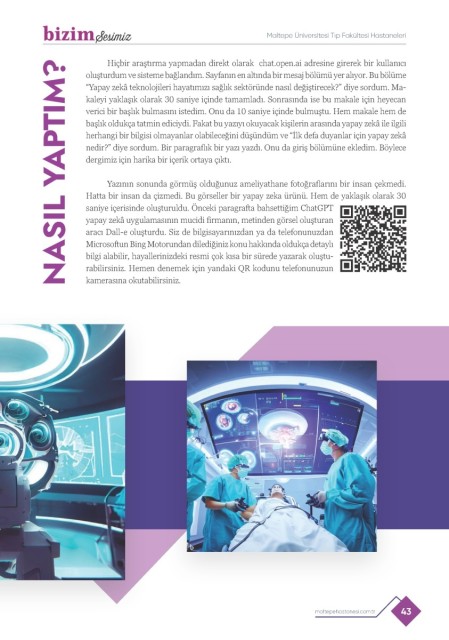 bizim Sesimiz
Maltepe Üniversitesi Tıp Fakültesi Hastaneleri
NASIL YAPTIM?
Hiçbir araştırma yapmadan direkt olarak chat.open.ai adresine girerek bir kullanıcı
oluşturdum ve sisteme bağlandım. Sayfanın en altında bir mesaj bölümü yer alıyor. Bu bölüme
"Yapay zekâ teknolojileri hayatımızı sağlık sektöründe nasıl değiştirecek?" diye sordum. Ma-
kaleyi yaklaşık olarak 30 saniye içinde tamamladı. Sonrasında ise bu makale için heyecan
verici bir başlık bulmasını istedim. Onu da 10 saniye içinde bulmuştu. Hem makale hem de
başlık oldukça tatmin ediciydi. Fakat bu yazıyı okuyacak kişilerin arasında yapay zekâ ile ilgili
herhangi bir bilgisi olmayanlar olabileceğini düşündüm ve "İlk defa duyanlar için yapay zekâ
nedir?" diye sordum. Bir paragraflık bir yazı yazdı. Onu da giriş bölümüne ekledim. Böylece
dergimiz için harika bir içerik ortaya çıktı.
Yazının sonunda görmüş olduğunuz ameliyathane fotoğraflarını bir insan çekmedi.
Hatta bir insan da çizmedi. Bu görseller bir yapay zeka ürünü. Hem de yaklaşık olarak 30
saniye içerisinde oluşturuldu. Önceki paragrafta bahsettiğim ChatGPT
yapay zekâ uygulamasının mucidi firmanın, metinden görsel oluşturan
aracı Dall-e oluşturdu. Siz de bilgisayarınızdan ya da telefonunuzdan
Microsoftun Bing Motorundan dilediğiniz konu hakkında oldukça detaylı
bilgi alabilir, hayallerinizdeki resmi çok kısa bir sürede yazarak oluştu-
rabilirsiniz. Hemen denemek için yandaki QR kodunu telefonunuzun
kamerasına okutabilirsiniz.
maltepehastanesi.com.tr
43